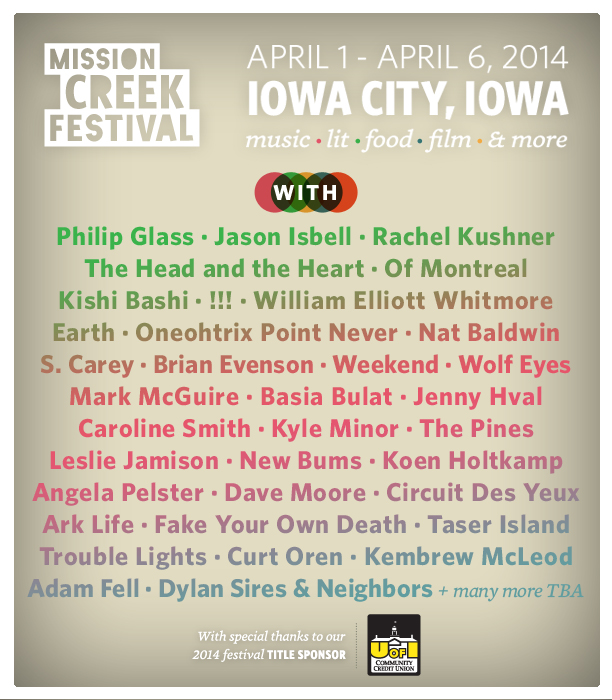 MISSION
CREEK
FESTIVAL
APRIL 1 - APRIL 6, 2014
IOWA CITY, IOWA
music • lit • food • film • & more
WITH
Philip Glass • Jason Isbell • Rachel Kushner
The Head and the Heart • Of Montreal
Kishi Bashi • !!! • William Elliott Whitmore
Earth • Oneohtrix Point Never • Nat Baldwin
S. Carey • Brian Evenson • Weekend • Wolf Eyes
Mark McGuire • Basia Bulat • Jenny Hval
Caroline Smith • Kyle Minor • The Pines
Leslie Jamison • New Bums • Koen Holtkamp
Angela Pelster • Dave Moore • Circuit Des Yeux
Ark Life • Fake Your Own Death • Taser Island
Trouble Lights • Curt Oren • Kembrew McLeod
Adam Fell • Dylan Sires & Neighbors + many more TBA
With special thanks to our
2014 festival TITLE SPONSOR
U of I
COMMUNITY
CREDIT UNION